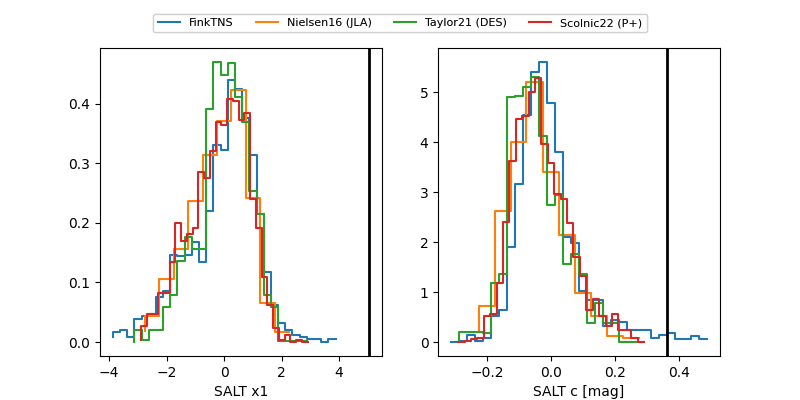 FinkTNS Nielsen16 (JLA) Taylor21 (DES) Scolnic22 (P+)
0.4
0.3
0.2
0.1
0.0
−4 −2 0 2 4
SALT x1
5
4
3
2
1
0
−0.2 0.0 0.2 0.4
SALT c [mag]